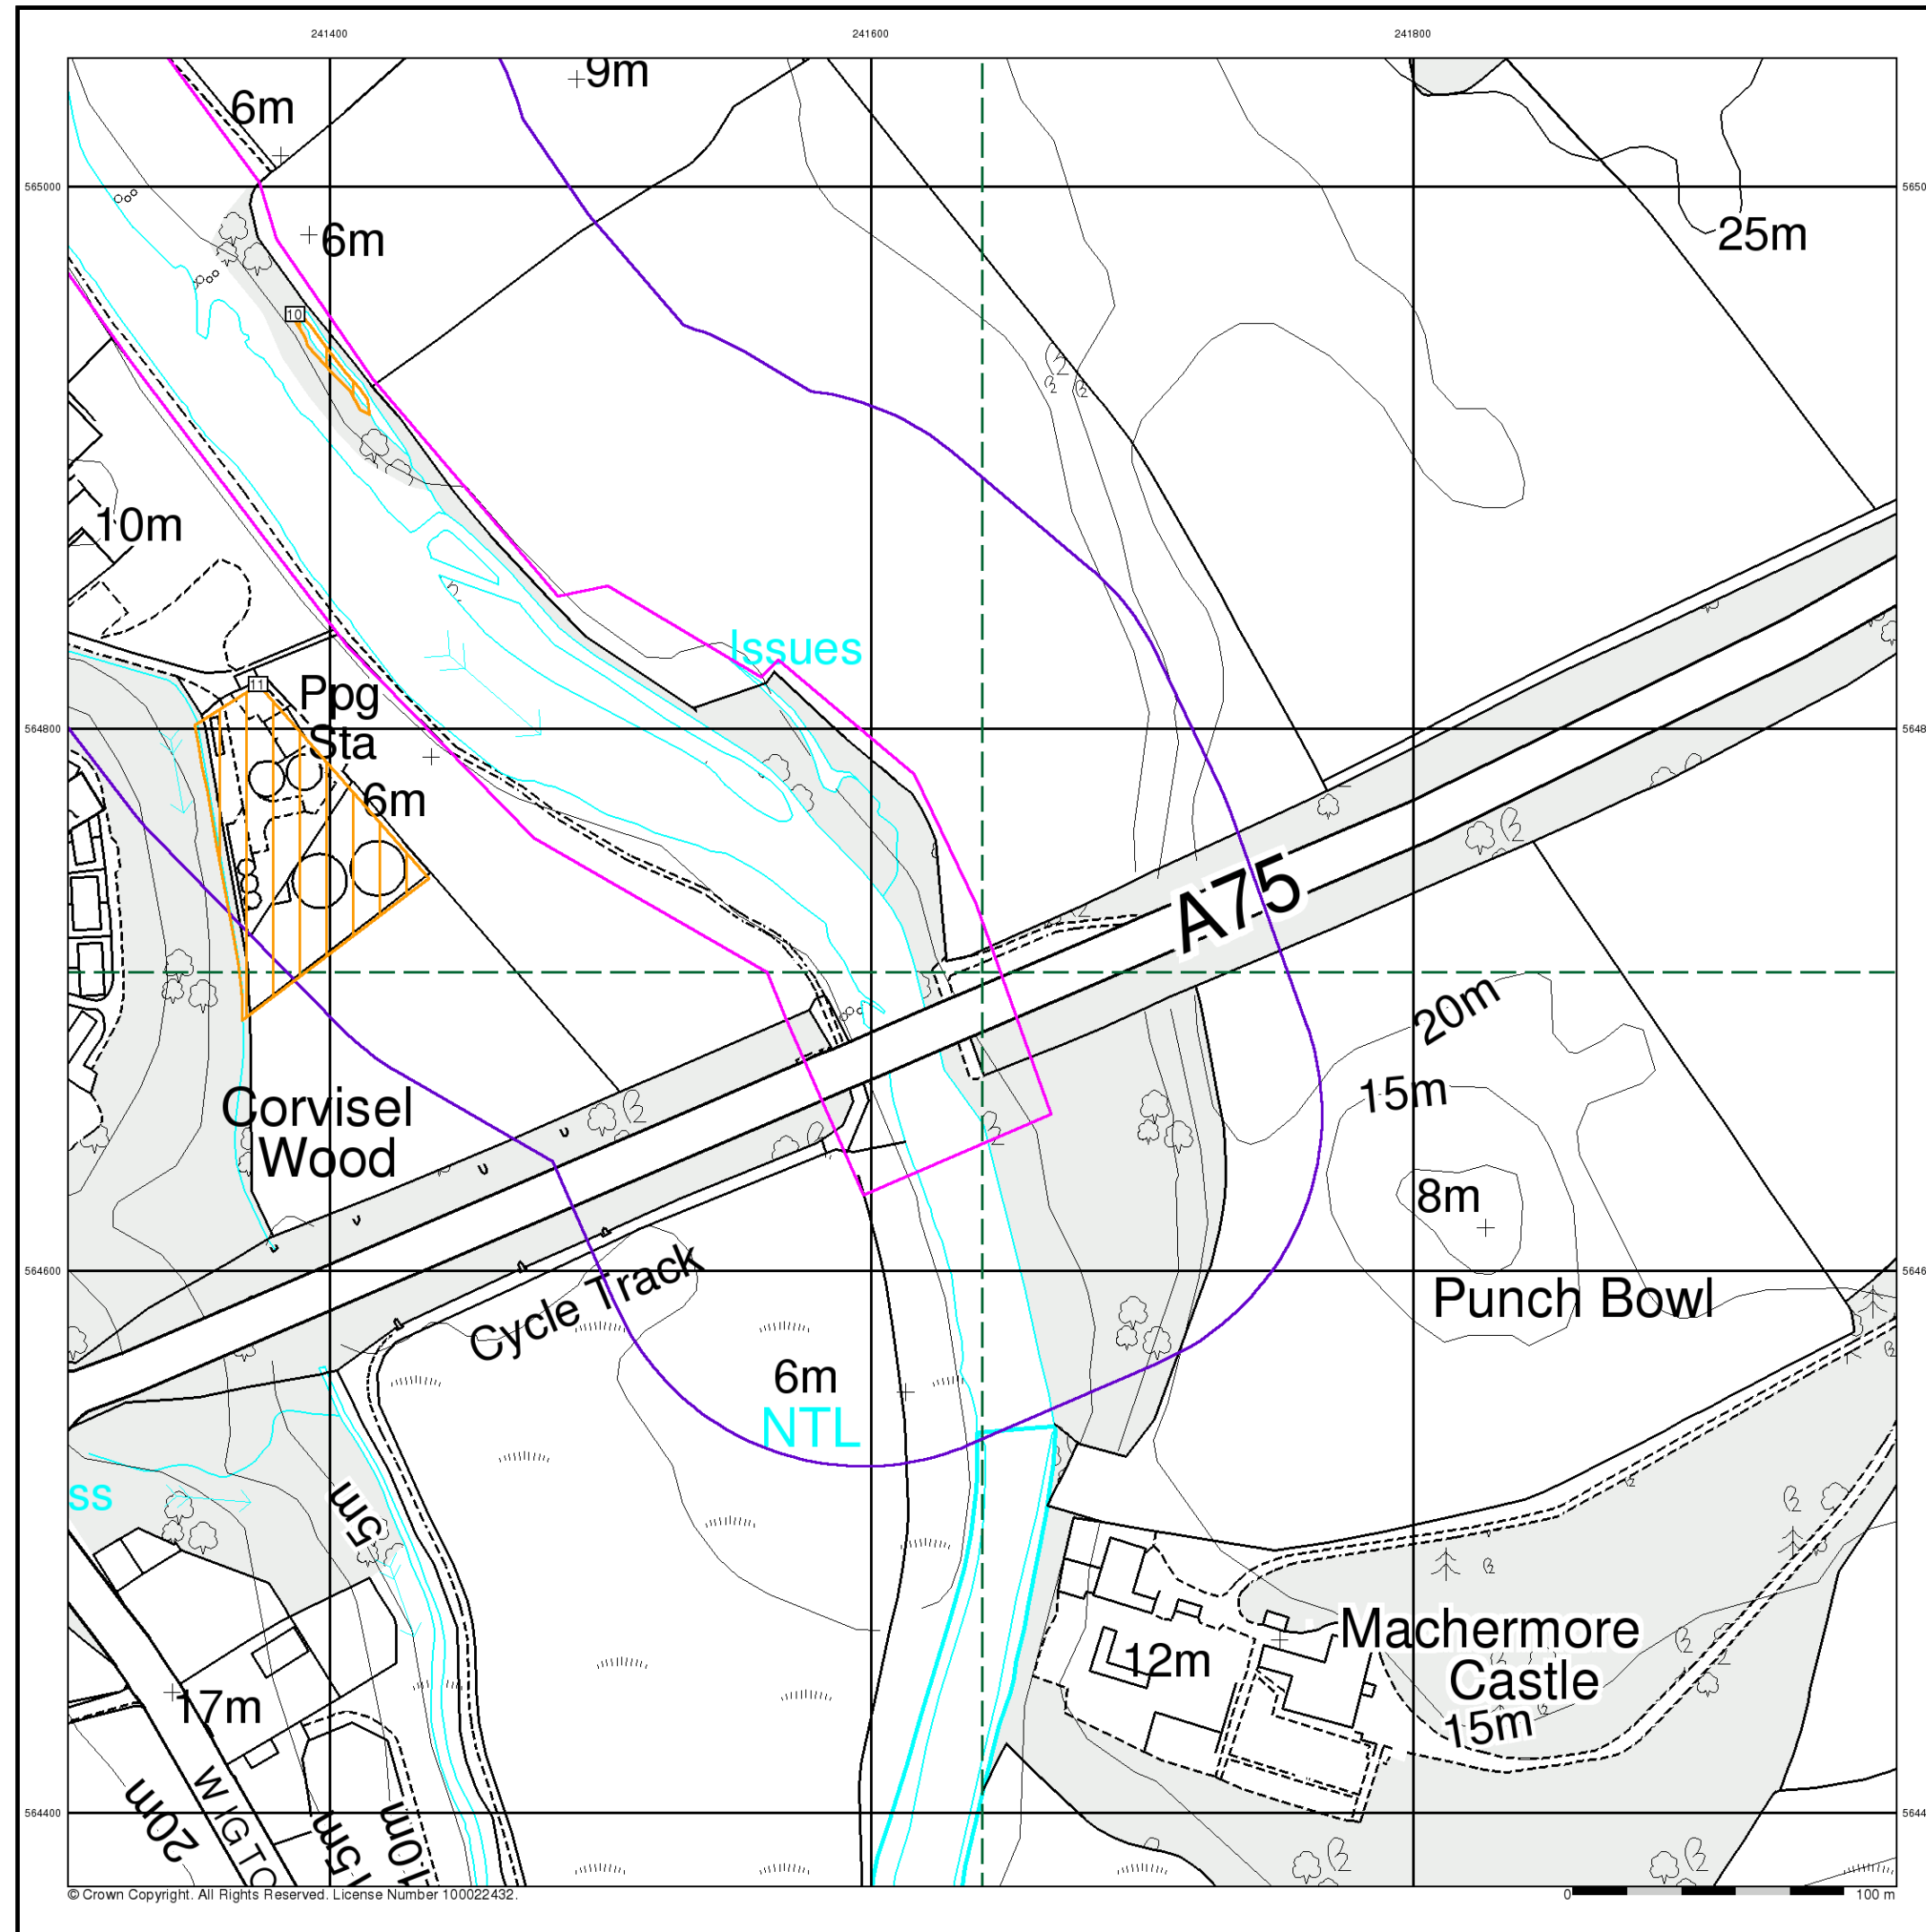 241400 241600 241800
9m
6m
565000
6m
25m
10
10m
Issues
11
Ppg
Sta
564800
6m
A75
20m
15m
Corvisel
Wood
8m
564600
Cycle Track
Punch Bowl
6m
NTL
ss
5m
Machermore
Castle
12m
15m
17m
20m
WIGTO
15m
10m
564400
© Crown Copyright. All Rights Reserved. License Number 100022432.
0 100 m